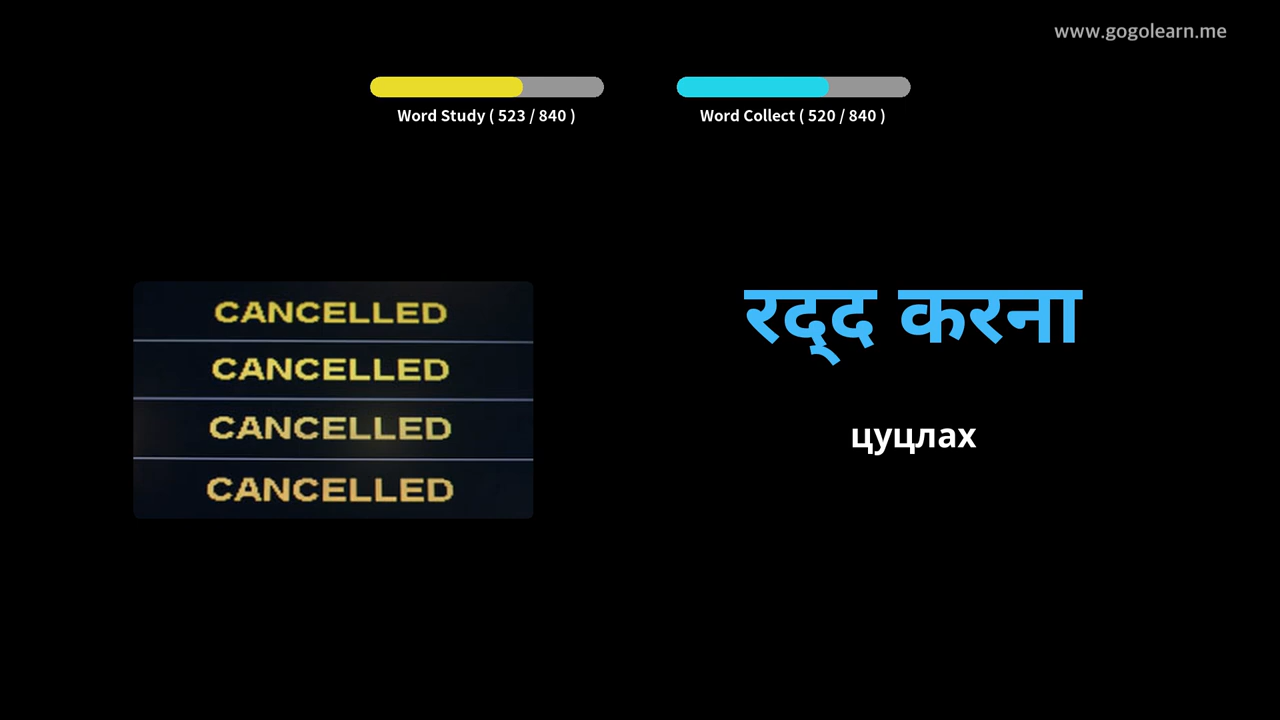 www.gogolearn.me
Word Study ( 523 / 840 )
Word Collect ( 520 / 840 )
CANCELLED
CANCELLED
CANCELLED
CANCELLED
रद्द करना
цуцлах